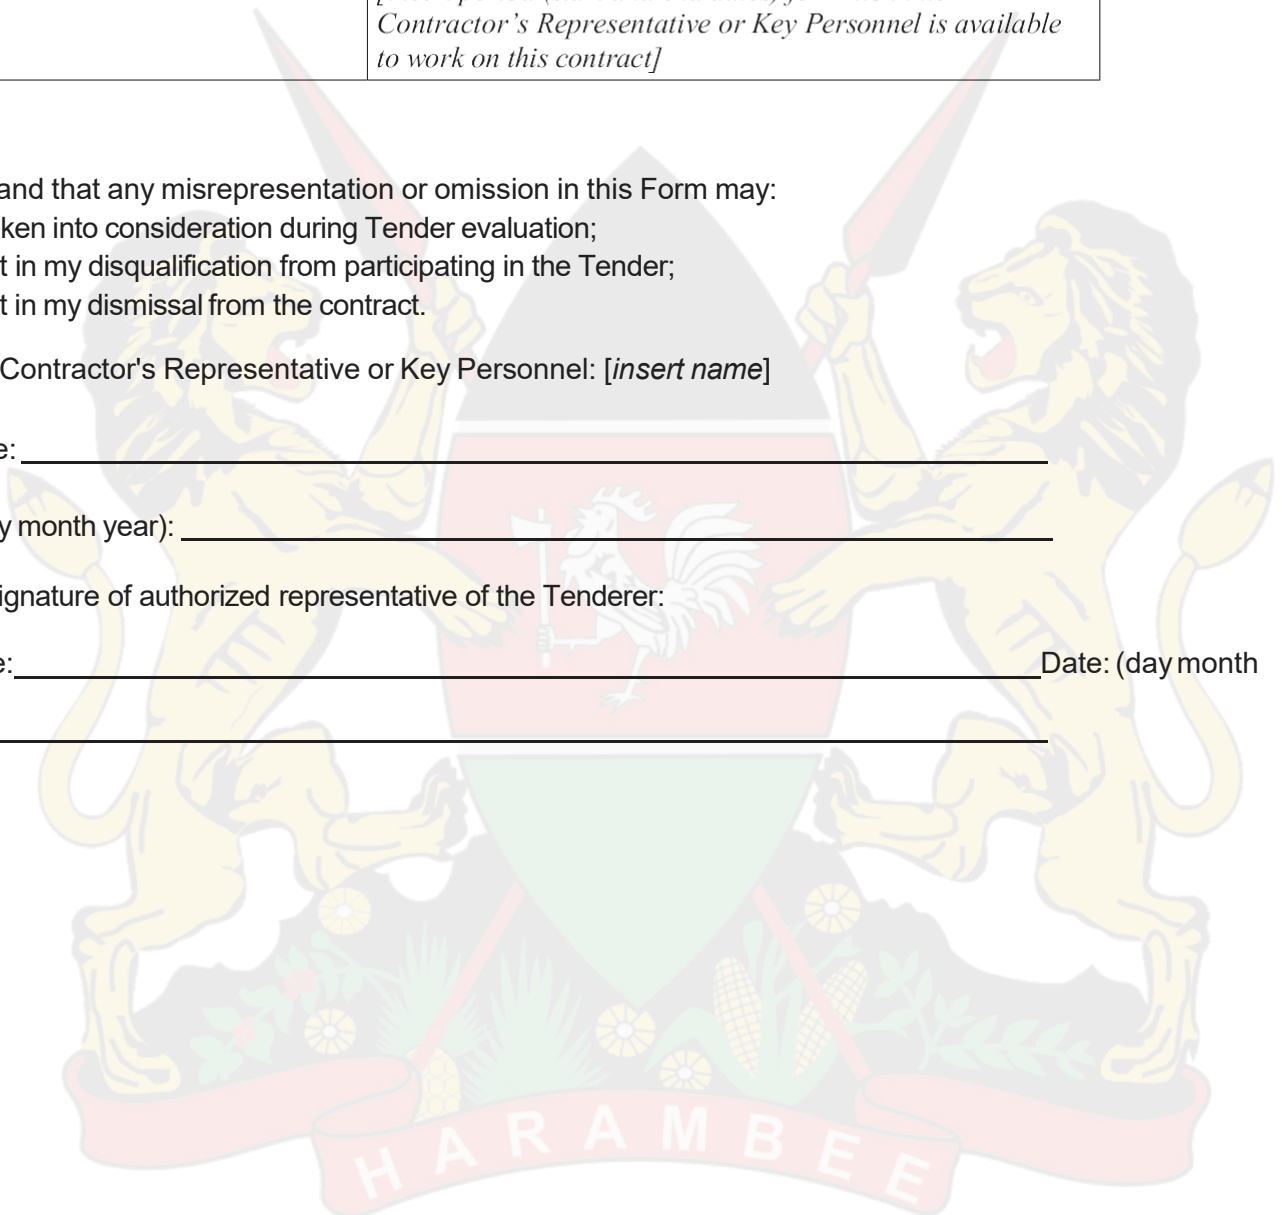 Contractor's Representative or Key Personnel is available
to work on this contract]
and that any misrepresentation or omission in this Form may:
ken into consideration during Tender evaluation;
t in my disqualification from participating in the Tender;
t in my dismissal from the contract.
Contractor's Representative or Key Personnel: [insert name]
e:
y month year):
ignature of authorized representative of the Tenderer:
e: Date: (day month
HARAMBEE